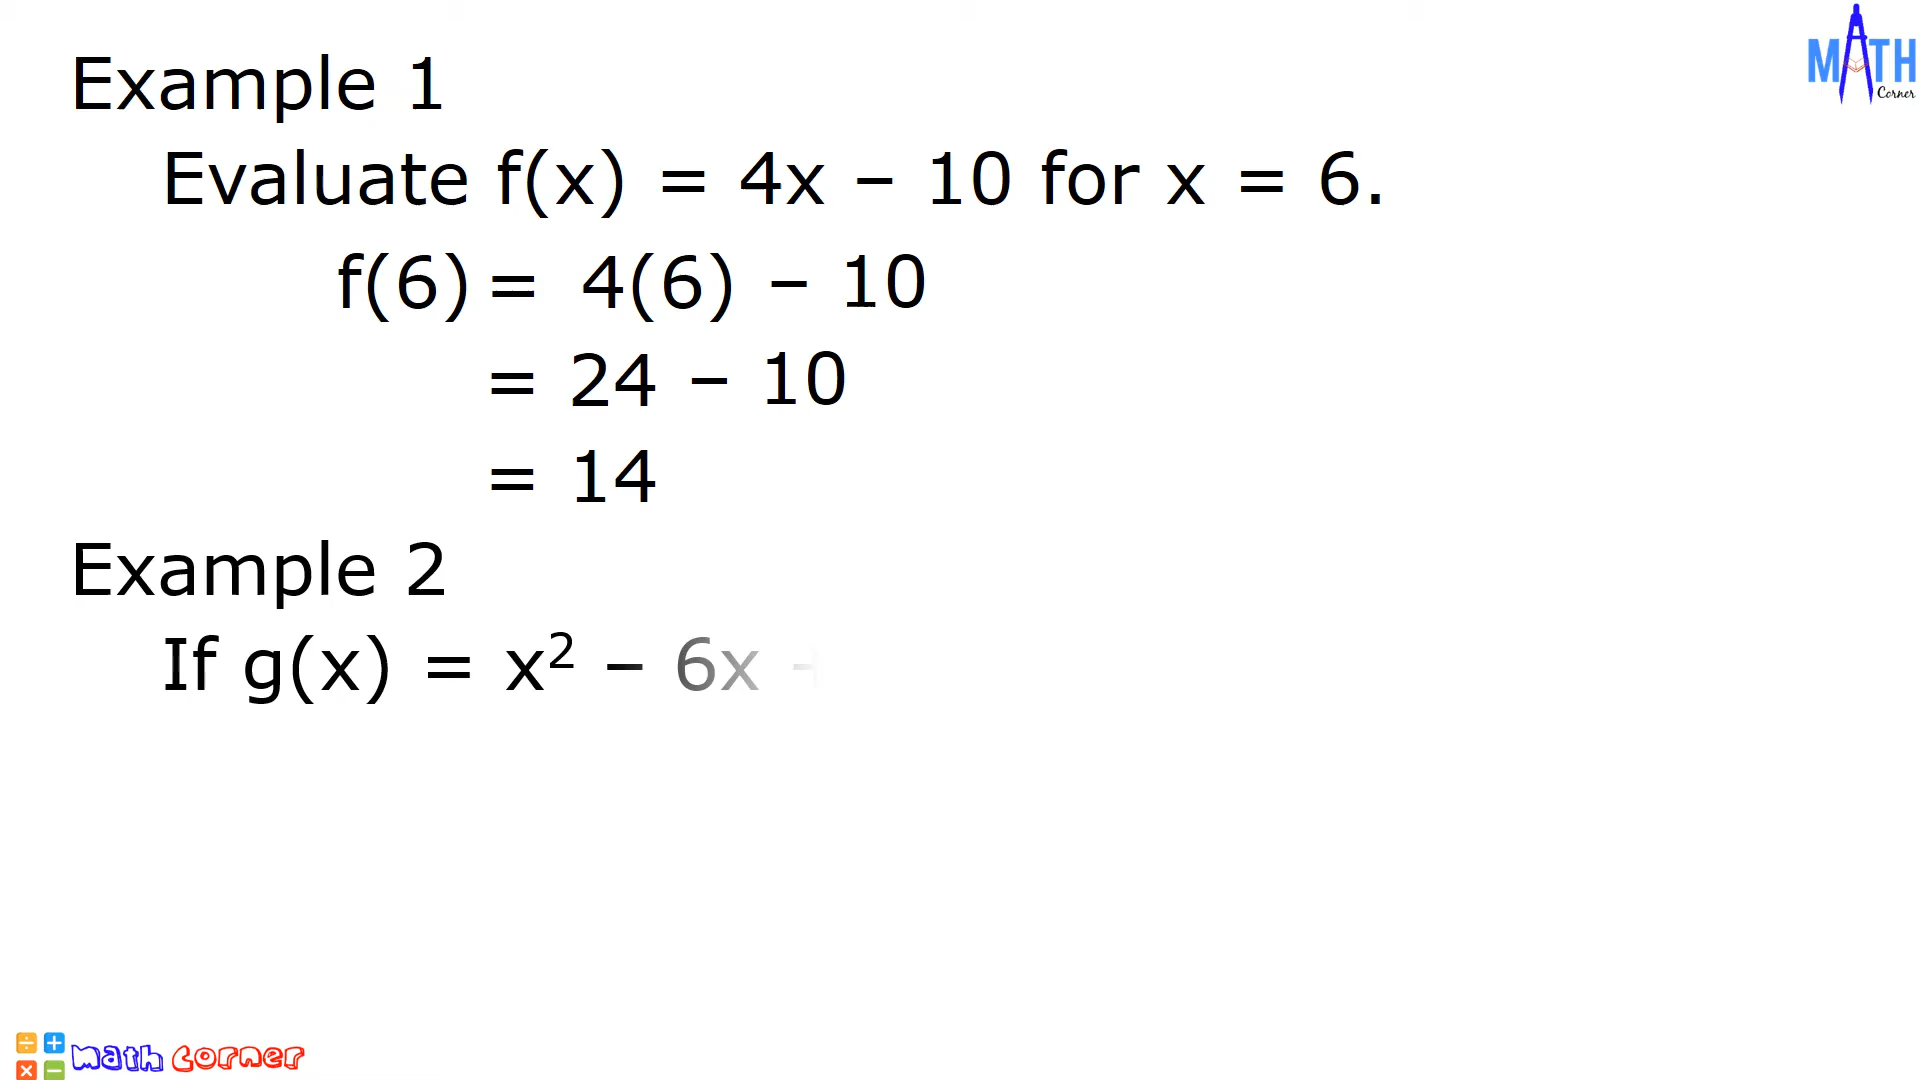 Example 1
MATH
Corner
Evaluate f(x) = 4x – 10 for x = 6.
f(6) = 4(6) – 10
= 24 – 10
= 14
Example 2
If g(x) = x² – 6x
math corner